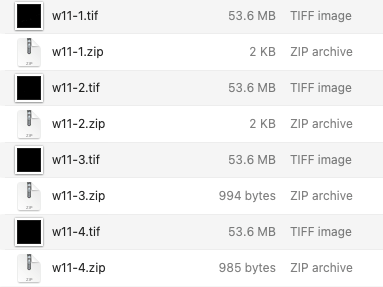 w11-1.tif 53.6 MB TIFF image
w11-1.zip 2 KB ZIP archive
w11-2.tif 53.6 MB TIFF image
w11-2.zip 2 KB ZIP archive
w11-3.tif 53.6 MB TIFF image
w11-3.zip 994 bytes ZIP archive
w11-4.tif 53.6 MB TIFF image
w11-4.zip 985 bytes ZIP archive